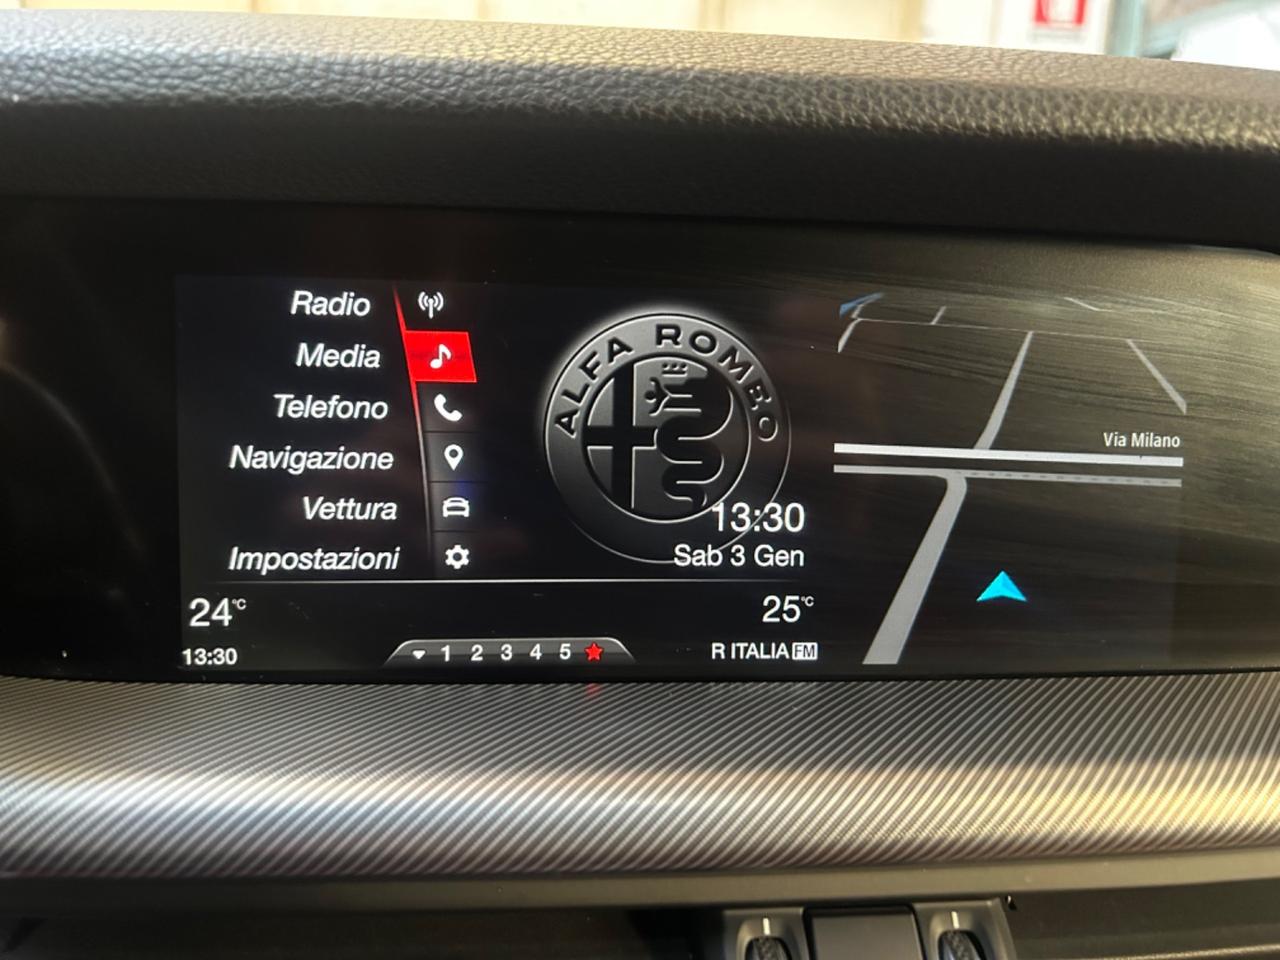 Radio
Media
Telefono
Navigazione
Vettura
Impostazioni
ALFA ROMEO
13:30
Sab 3 Gen
24°C
25°C
13:30
1 2 3 4 5
R ITALIA FM
Via Milano